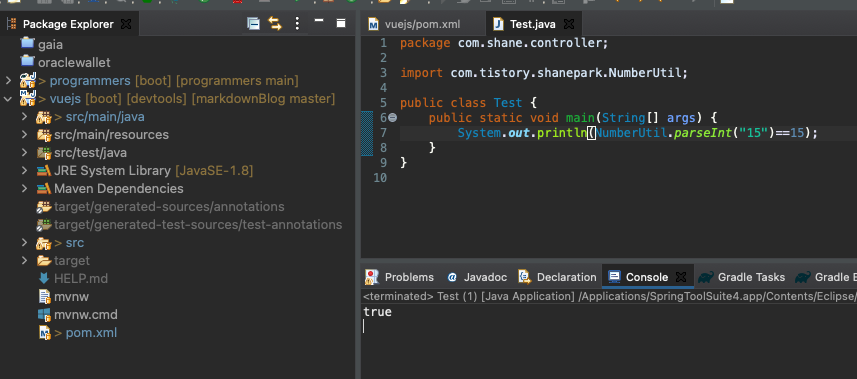 Package Explorer
gaia
oraclewallet
> programmers [boot] [programmers main]
> vuejs [boot] [devtools] [markdownBlog master]
> src/main/java
> src/main/resources
src/test/java
JRE System Library [JavaSE-1.8]
Maven Dependencies
target/generated-sources/annotations
target/generated-test-sources/test-annotations
> src
target
HELP.md
mvnw
mvnw.cmd
> pom.xml
vuejs/pom.xml
Test.java
1 package com.shane.controller;
2
3 import com.tistory.shanepark.NumberUtil;
4
5 public class Test {
6 public static void main(String[] args) {
7 System.out.println(NumberUtil.parseInt("15")==15);
8 }
9 }
10
Problems
@ Javadoc
Declaration
Console
Gradle Tasks
Gradle E
<terminated> Test (1) [Java Application] /Applications/SpringToolSuite4.app/Contents/Eclipse/
true